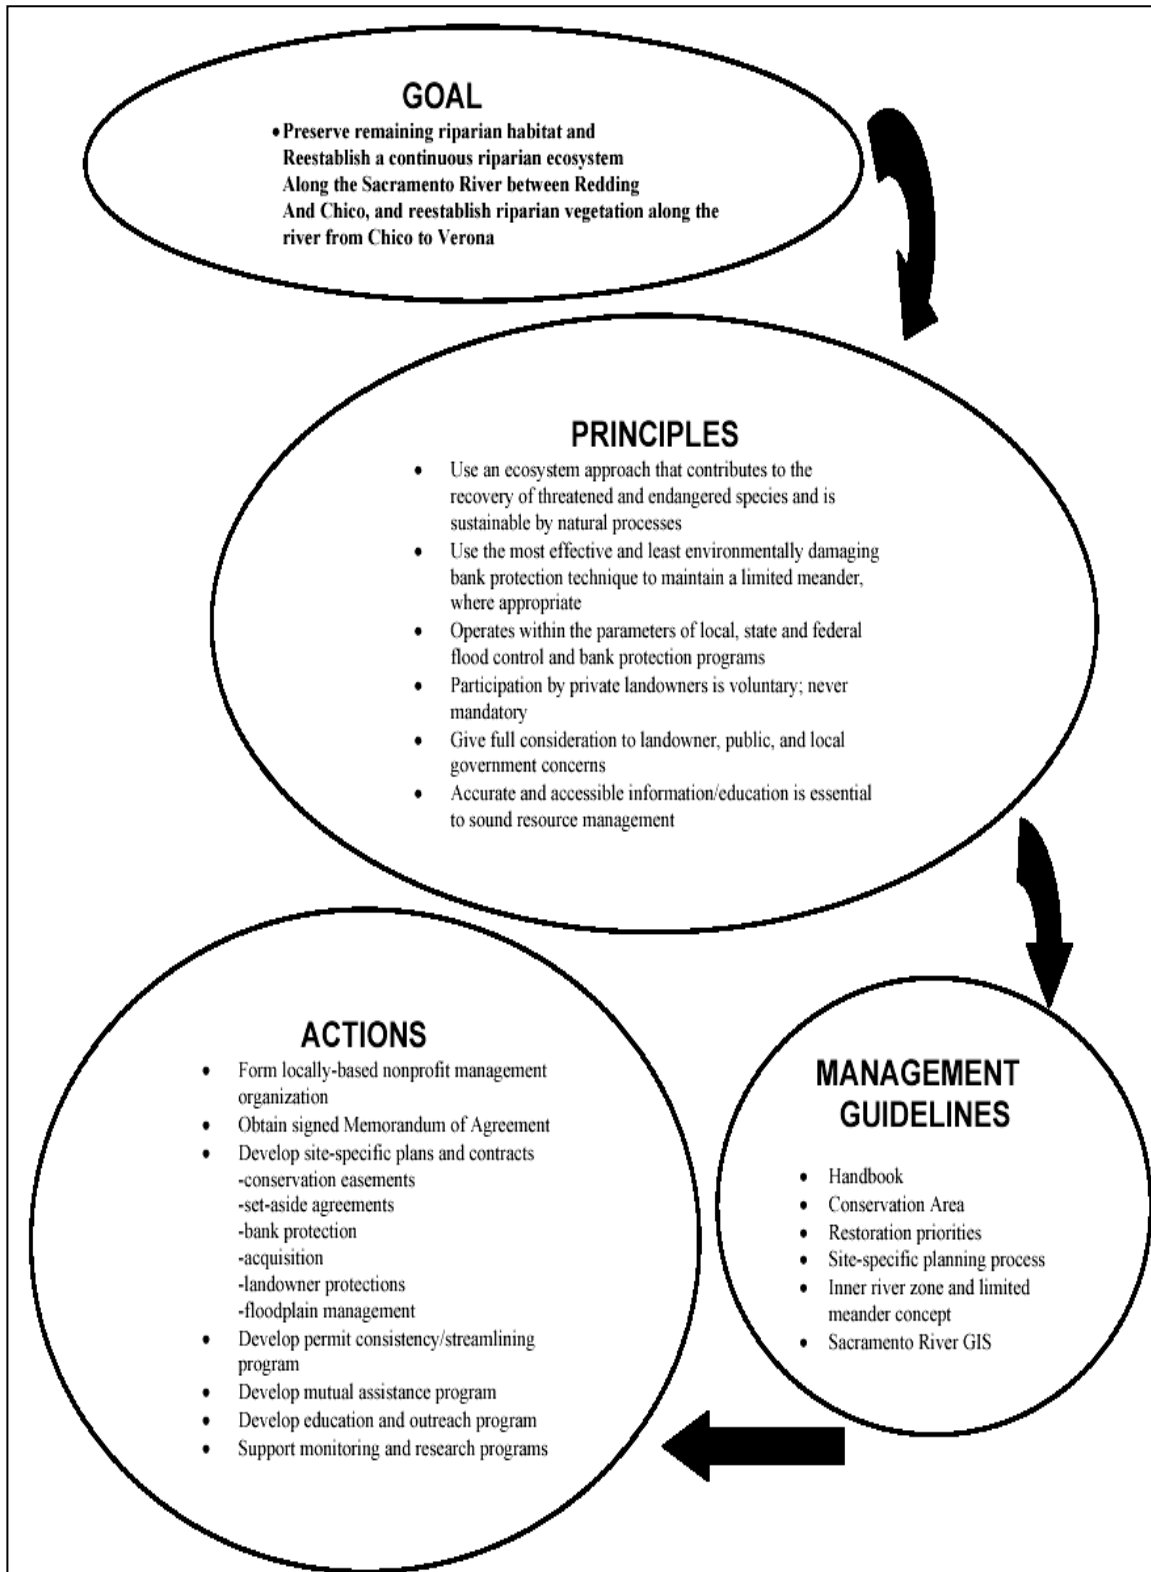 GOAL
• Preserve remaining riparian habitat and
Reestablish a continuous riparian ecosystem
Along the Sacramento River between Redding
And Chico, and reestablish riparian vegetation along the
river from Chico to Verona
PRINCIPLES
• Use an ecosystem approach that contributes to the
recovery of threatened and endangered species and is
sustainable by natural processes
• Use the most effective and least environmentally damaging
bank protection technique to maintain a limited meander,
where appropriate
• Operates within the parameters of local, state and federal
flood control and bank protection programs
• Participation by private landowners is voluntary; never
mandatory
• Give full consideration to landowner, public, and local
government concerns
• Accurate and accessible information/education is essential
to sound resource management
MANAGEMENT
GUIDELINES
• Handbook
• Conservation Area
• Restoration priorities
• Site-specific planning process
• Inner river zone and limited
meander concept
• Sacramento River GIS
ACTIONS
• Form locally-based nonprofit management
organization
• Obtain signed Memorandum of Agreement
• Develop site-specific plans and contracts
-conservation easements
-set-aside agreements
-bank protection
-acquisition
-landowner protections
-floodplain management
• Develop permit consistency/streamlining
program
• Develop mutual assistance program
• Develop education and outreach program
• Support monitoring and research programs